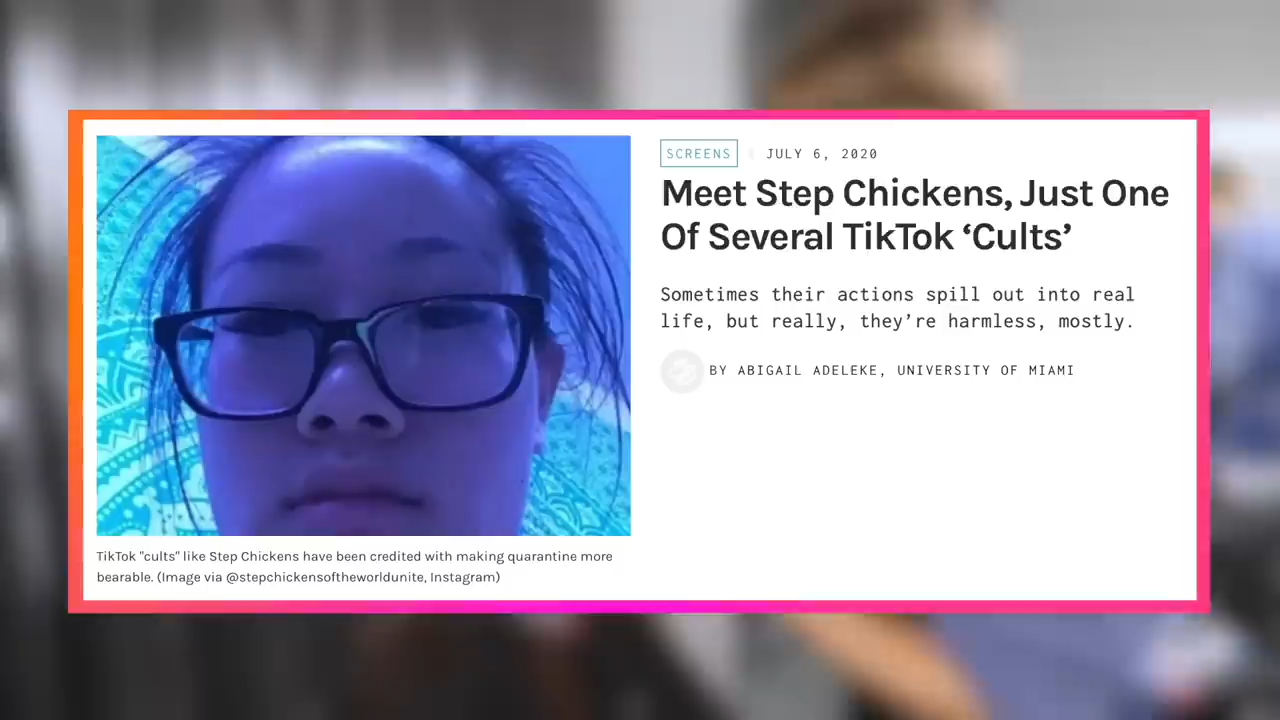 SCREENS
JULY 6, 2020
Meet Step Chickens, Just One
Of Several TikTok ‘Cults’
Sometimes their actions spill out into real
life, but really, they’re harmless, mostly.
BY ABIGAIL ADELEKE, UNIVERSITY OF MIAMI
TikTok "cults" like Step Chickens have been credited with making quarantine more
bearable. (Image via @stepchickensoftheworldunite, Instagram)